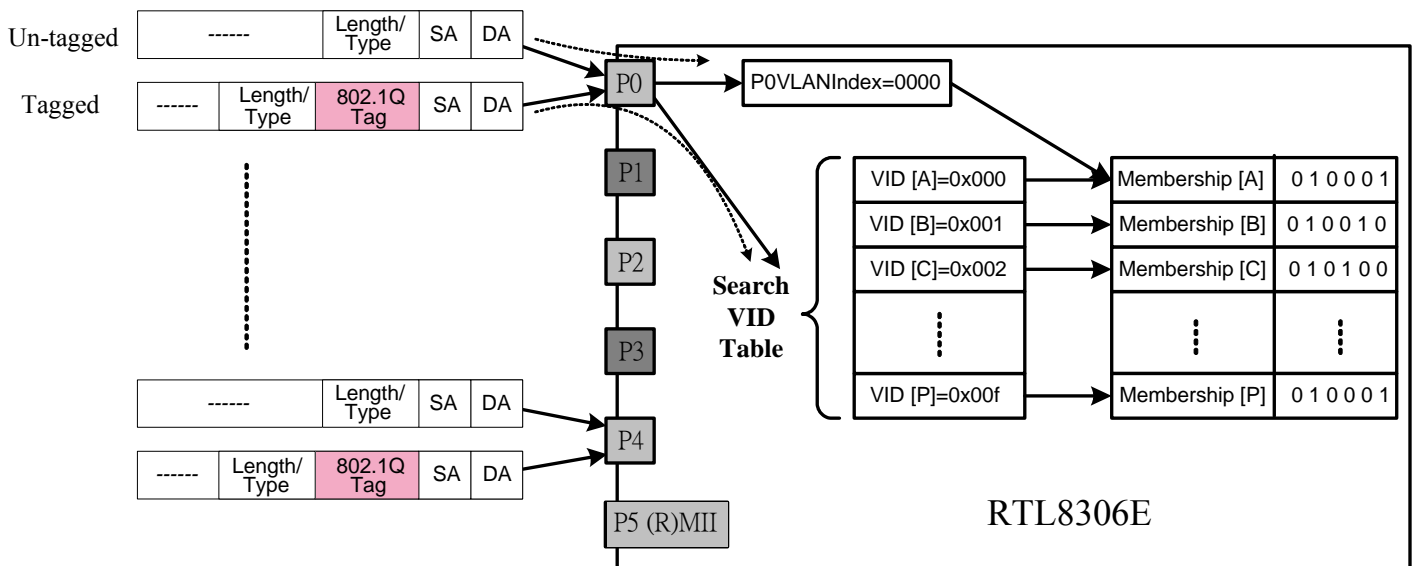 Un-tagged
------ Length/ Type SA DA
Tagged
------ Length/ Type 802.1Q Tag SA DA
P0
P0VLANIndex=0000
P1
P2
P3
Search
VID
Table
VID [A]=0x000 Membership [A] 0 1 0 0 0 1
VID [B]=0x001 Membership [B] 0 1 0 0 1 0
VID [C]=0x002 Membership [C] 0 1 0 1 0 0
VID [P]=0x00f Membership [P] 0 1 0 0 0 1
------ Length/ Type SA DA
P4
------ Length/ Type 802.1Q Tag SA DA
P5 (R)MII
RTL8306E